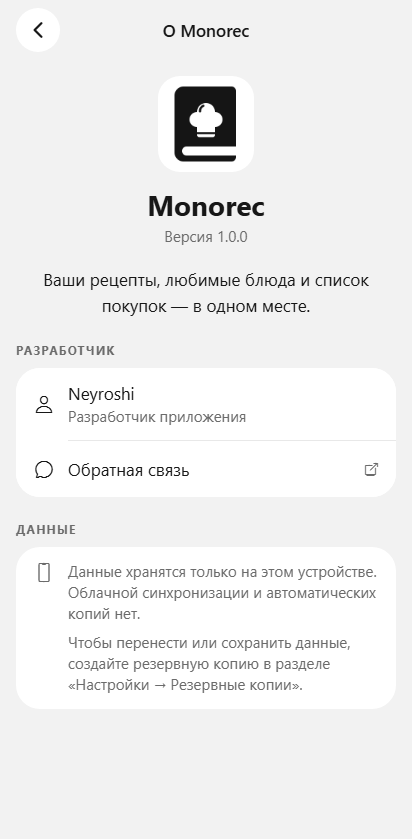 О Monorec
Monorec
Версия 1.0.0
Ваши рецепты, любимые блюда и список
покупок — в одном месте.
РАЗРАБОТЧИК
Neyroshi
Разработчик приложения
Обратная связь
ДАННЫЕ
Данные хранятся только на этом устройстве.
Облачной синхронизации и автоматических
копий нет.
Чтобы перенести или сохранить данные,
создайте резервную копию в разделе
«Настройки → Резервные копии».